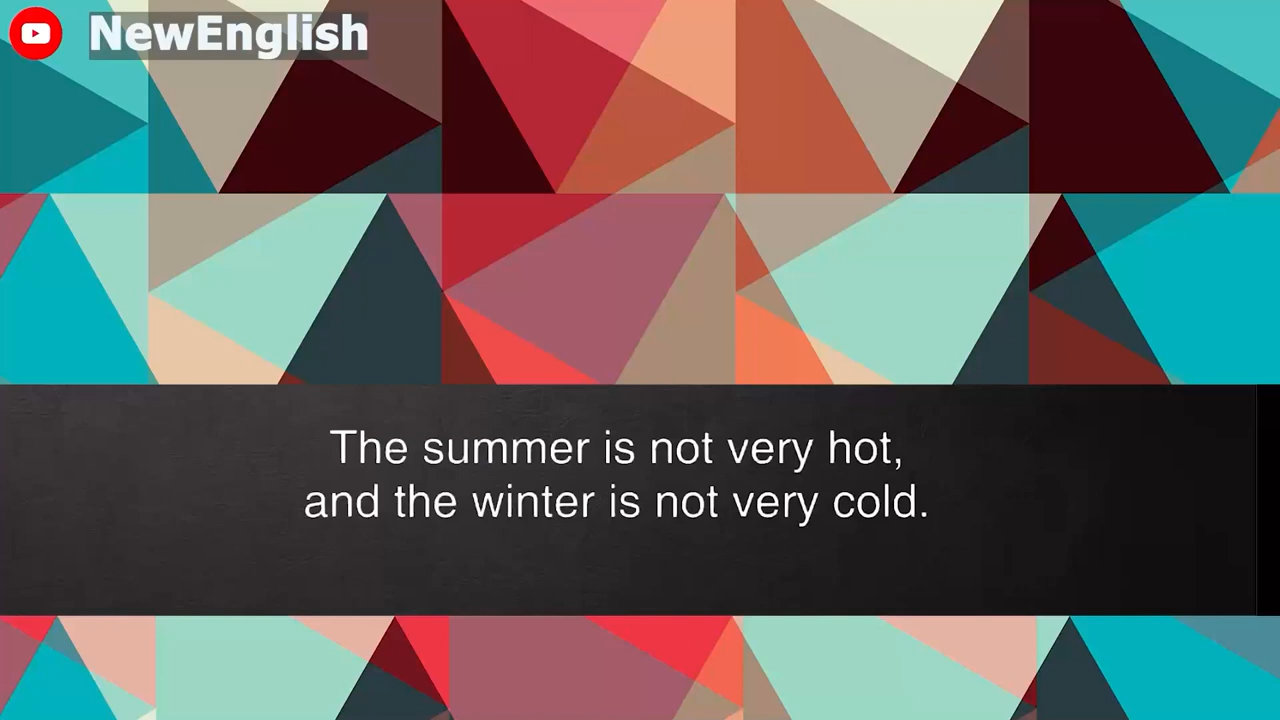 NewEnglish
The summer is not very hot,
and the winter is not very cold.